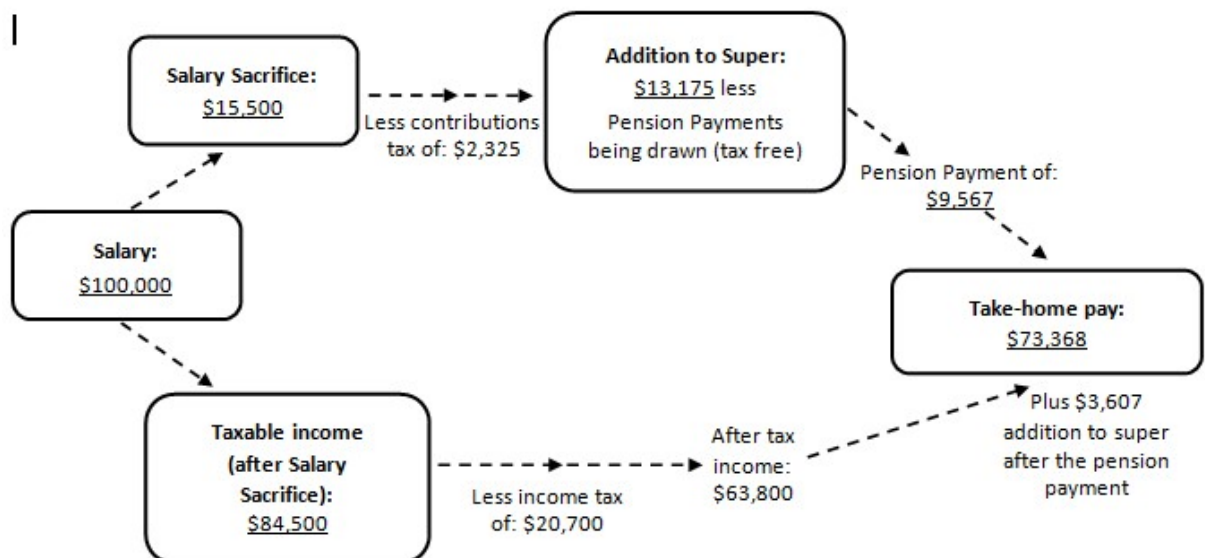 Salary Sacrifice:
$15,500
Less contributions
tax of: $2,325
Addition to Super:
$13,175 less
Pension Payments
being drawn (tax free)
Pension Payment of:
$9,567
Salary:
$100,000
Take-home pay:
$73,368
Plus $3,607
addition to super
after the pension
payment
Taxable income
(after Salary
Sacrifice):
$84,500
Less income tax
of: $20,700
After tax
income:
$63,800